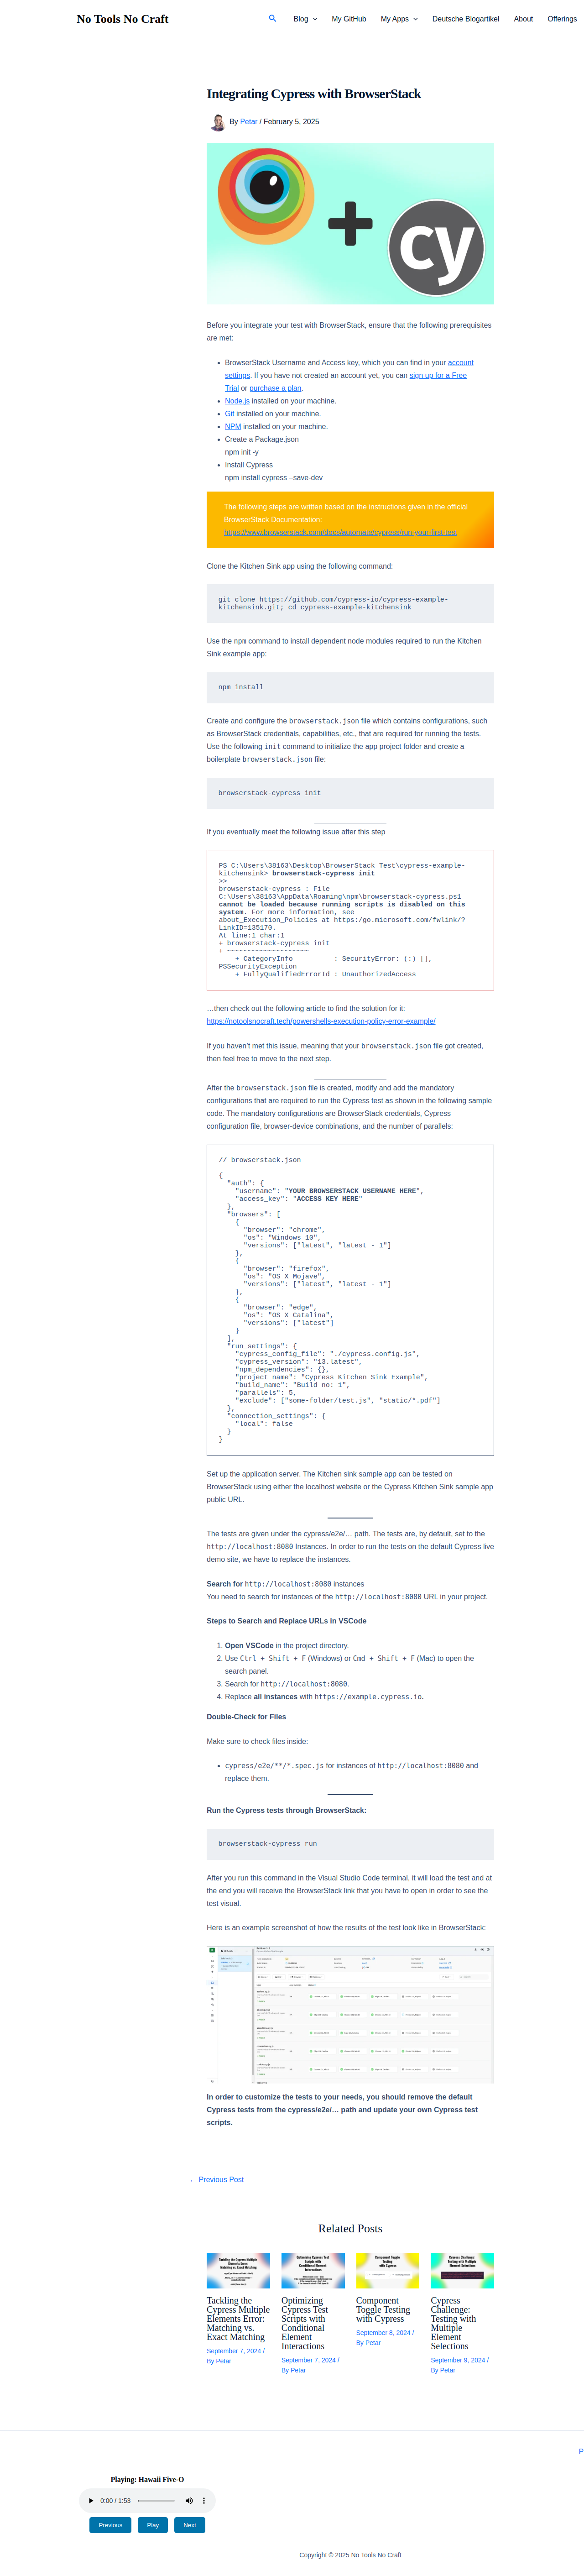 No Tools No Craft
Blog
My GitHub
My Apps
Deutsche Blogartikel
About
Offerings
Integrating Cypress with BrowserStack
By Petar / February 5, 2025
cy
Before you integrate your test with BrowserStack, ensure that the following prerequisites
are met:
BrowserStack Username and Access key, which you can find in your account
settings. If you have not created an account yet, you can sign up for a Free
Trial or purchase a plan.
Node.js installed on your machine.
Git installed on your machine.
NPM installed on your machine.
Create a Package.json
npm init -y
Install Cypress
npm install cypress –save-dev
The following steps are written based on the instructions given in the official
BrowserStack Documentation:
https://www.browserstack.com/docs/automate/cypress/run-your-first-test
Clone the Kitchen Sink app using the following command:
git clone https://github.com/cypress-io/cypress-example-
kitchensink.git; cd cypress-example-kitchensink
Use the npm command to install dependent node modules required to run the Kitchen
Sink example app:
npm install
Create and configure the browserstack.json file which contains configurations, such
as BrowserStack credentials, capabilities, etc., that are required for running the tests.
Use the following init command to initialize the app project folder and create a
boilerplate browserstack.json file:
browserstack-cypress init
If you eventually meet the following issue after this step
PS C:\Users\38163\Desktop\BrowserStack Test\cypress-example-
kitchensink> browserstack-cypress init
>>
browserstack-cypress : File
C:\Users\38163\AppData\Roaming\npm\browserstack-cypress.ps1
cannot be loaded because running scripts is disabled on this
system. For more information, see
about_Execution_Policies at https:/go.microsoft.com/fwlink/?
LinkID=135170.
At line:1 char:1
+ browserstack-cypress init
+ ~~~~~~~~~~~~~~~~~~~~
+ CategoryInfo : SecurityError: (:) [],
PSSecurityException
+ FullyQualifiedErrorId : UnauthorizedAccess
…then check out the following article to find the solution for it:
https://notoolsnocraft.tech/powershells-execution-policy-error-example/
If you haven't met this issue, meaning that your browserstack.json file got created,
then feel free to move to the next step.
After the browserstack.json file is created, modify and add the mandatory
configurations that are required to run the Cypress test as shown in the following sample
code. The mandatory configurations are BrowserStack credentials, Cypress
configuration file, browser-device combinations, and the number of parallels:
// browserstack.json
{
"auth": {
"username": "YOUR BROWSERSTACK USERNAME HERE",
"access_key": "ACCESS KEY HERE"
},
"browsers": [
{
"browser": "chrome",
"os": "Windows 10",
"versions": ["latest", "latest - 1"]
},
{
"browser": "firefox",
"os": "OS X Mojave",
"versions": ["latest", "latest - 1"]
},
{
"browser": "edge",
"os": "OS X Catalina",
"versions": ["latest"]
}
],
"run_settings": {
"cypress_config_file": "./cypress.config.js",
"cypress_version": "13.latest",
"npm_dependencies": {},
"project_name": "Cypress Kitchen Sink Example",
"build_name": "Build no: 1",
"parallels": 5,
"exclude": ["some-folder/test.js", "static/*.pdf"]
},
"connection_settings": {
"local": false
}
}
Set up the application server. The Kitchen sink sample app can be tested on
BrowserStack using either the localhost website or the Cypress Kitchen Sink sample app
public URL.
The tests are given under the cypress/e2e/… path. The tests are, by default, set to the
http://localhost:8080 Instances. In order to run the tests on the default Cypress live
demo site, we have to replace the instances.
Search for http://localhost:8080 instances
You need to search for instances of the http://localhost:8080 URL in your project.
Steps to Search and Replace URLs in VSCode
1. Open VSCode in the project directory.
2. Use Ctrl + Shift + F (Windows) or Cmd + Shift + F (Mac) to open the
search panel.
3. Search for http://localhost:8080.
4. Replace all instances with https://example.cypress.io.
Double-Check for Files
Make sure to check files inside:
cypress/e2e/**/*.spec.js for instances of http://localhost:8080 and
replace them.
Run the Cypress tests through BrowserStack:
browserstack-cypress run
After you run this command in the Visual Studio Code terminal, it will load the test and at
the end you will receive the BrowserStack link that you have to open in order to see the
test visual.
Here is an example screenshot of how the results of the test look like in BrowserStack:
In order to customize the tests to your needs, you should remove the default
Cypress tests from the cypress/e2e/… path and update your own Cypress test
scripts.
← Previous Post
Related Posts
Tackling the Cypress Multiple
Elements Error:
Matching vs. Exact Matching
Optimizing Cypress Test
Scripts with
Conditional Element
Interactions
Component Toggle
Testing
with Cypress
Cypress Challenge:
Testing with Multiple
Element Selections
Tackling the
Cypress Multiple
Elements Error:
Matching vs.
Exact Matching
September 7, 2024 /
By Petar
Optimizing
Cypress Test
Scripts with
Conditional
Element
Interactions
September 7, 2024 /
By Petar
Component
Toggle Testing
with Cypress
September 8, 2024 /
By Petar
Cypress
Challenge:
Testing with
Multiple
Element
Selections
September 9, 2024 /
By Petar
P
Playing: Hawaii Five-O
0:00 / 1:53
Previous
Play
Next
Copyright © 2025 No Tools No Craft